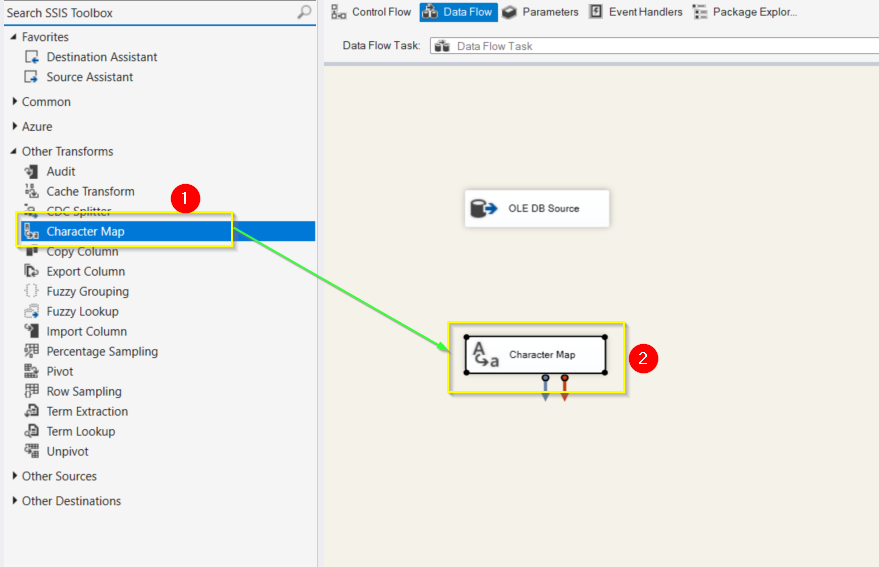 Search SSIS Toolbox
Favorites
Destination Assistant
Source Assistant
Common
Azure
Other Transforms
Audit
Cache Transform
CDC Splitter
Character Map
Copy Column
Export Column
Fuzzy Grouping
Fuzzy Lookup
Import Column
Percentage Sampling
Pivot
Row Sampling
Term Extraction
Term Lookup
Unpivot
Other Sources
Other Destinations
1
Control Flow Data Flow Parameters Event Handlers Package Explor...
Data Flow Task: Data Flow Task
OLE DB Source
A a Character Map
2